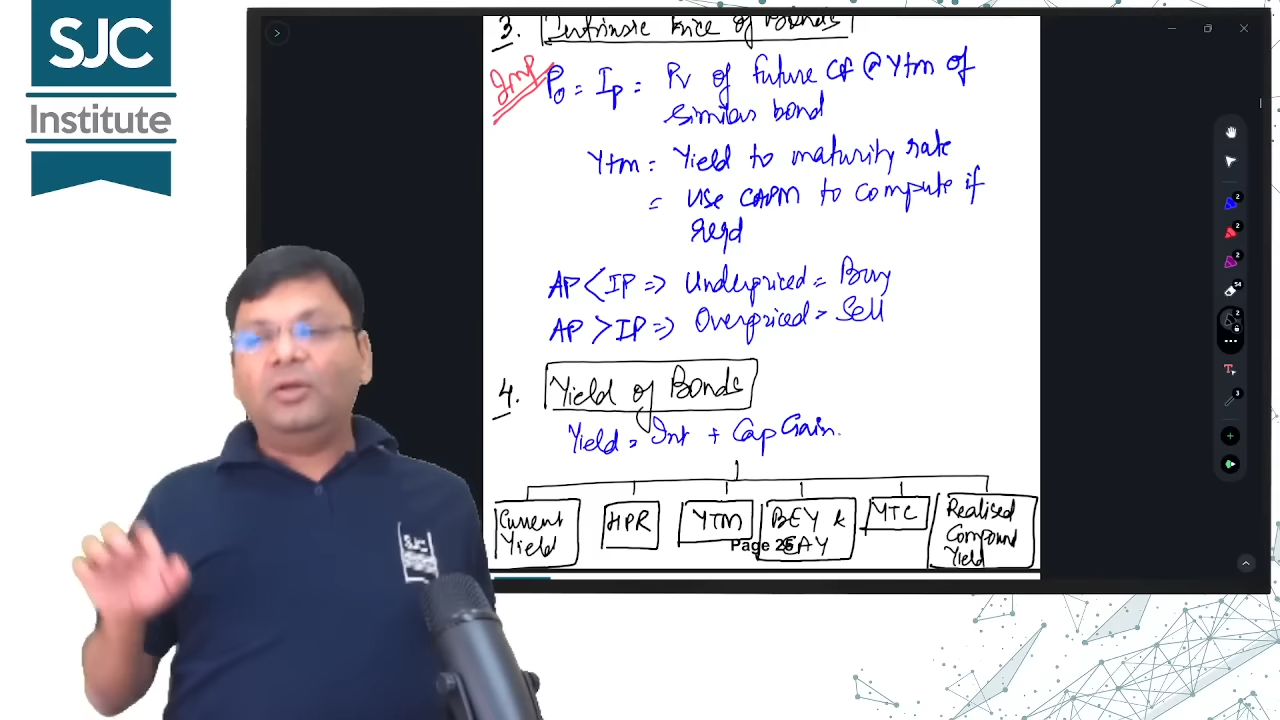 SJC
Institute
3. Intrinsic Price of Bonds
Imp P0 = Ip = Pv of future CF @ Ytm of
similar bond
Ytm = Yield to maturity rate
= Use CAPM to compute if
reqd
AP < IP => Underpriced = Buy
AP > IP => Overpriced = Sell
4. Yield of Bonds
Yield = Int + Cap Gain.
Current Yield
HPR
YTM
BEY & EAY
YTC
Realised Compound Yield
Page 26
SJC